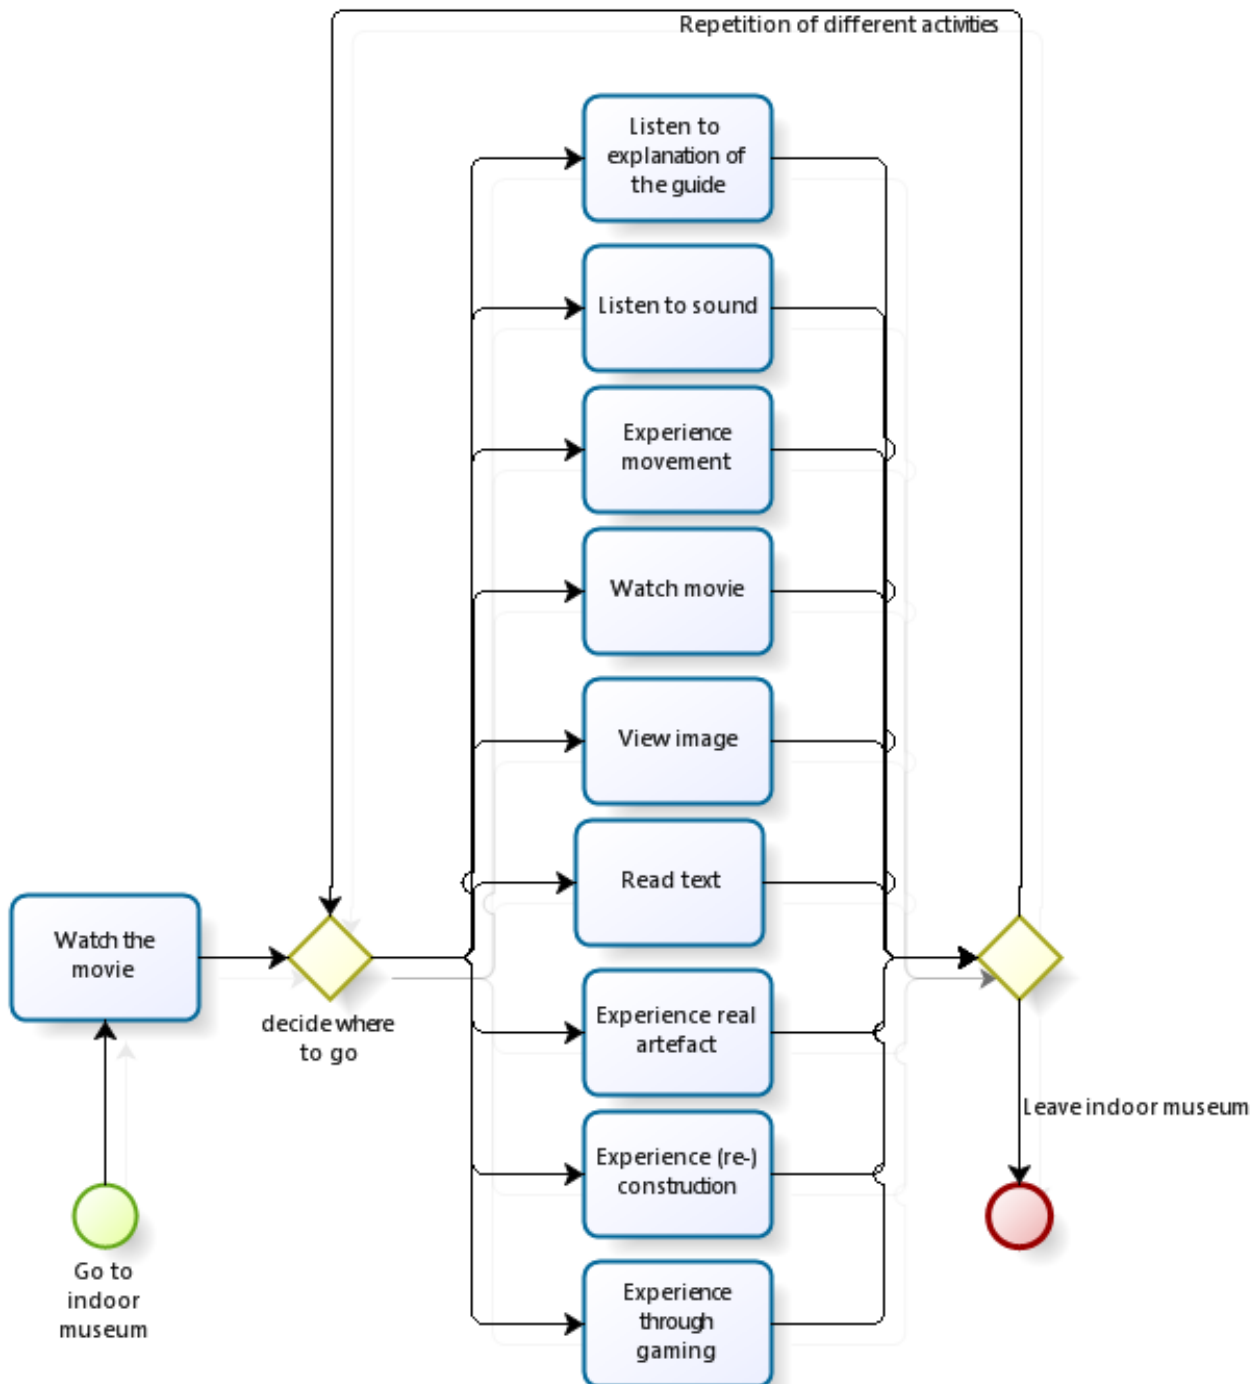 Repetition of different activities
Listen to
explanation of
the guide
Listen to sound
Experience
movement
Watch movie
View image
Read text
Watch the
movie
decide where
to go
Experience real
artefact
Leave indoor museum
Experience (re-)
construction
Go to
indoor
museum
Experience
through
gaming